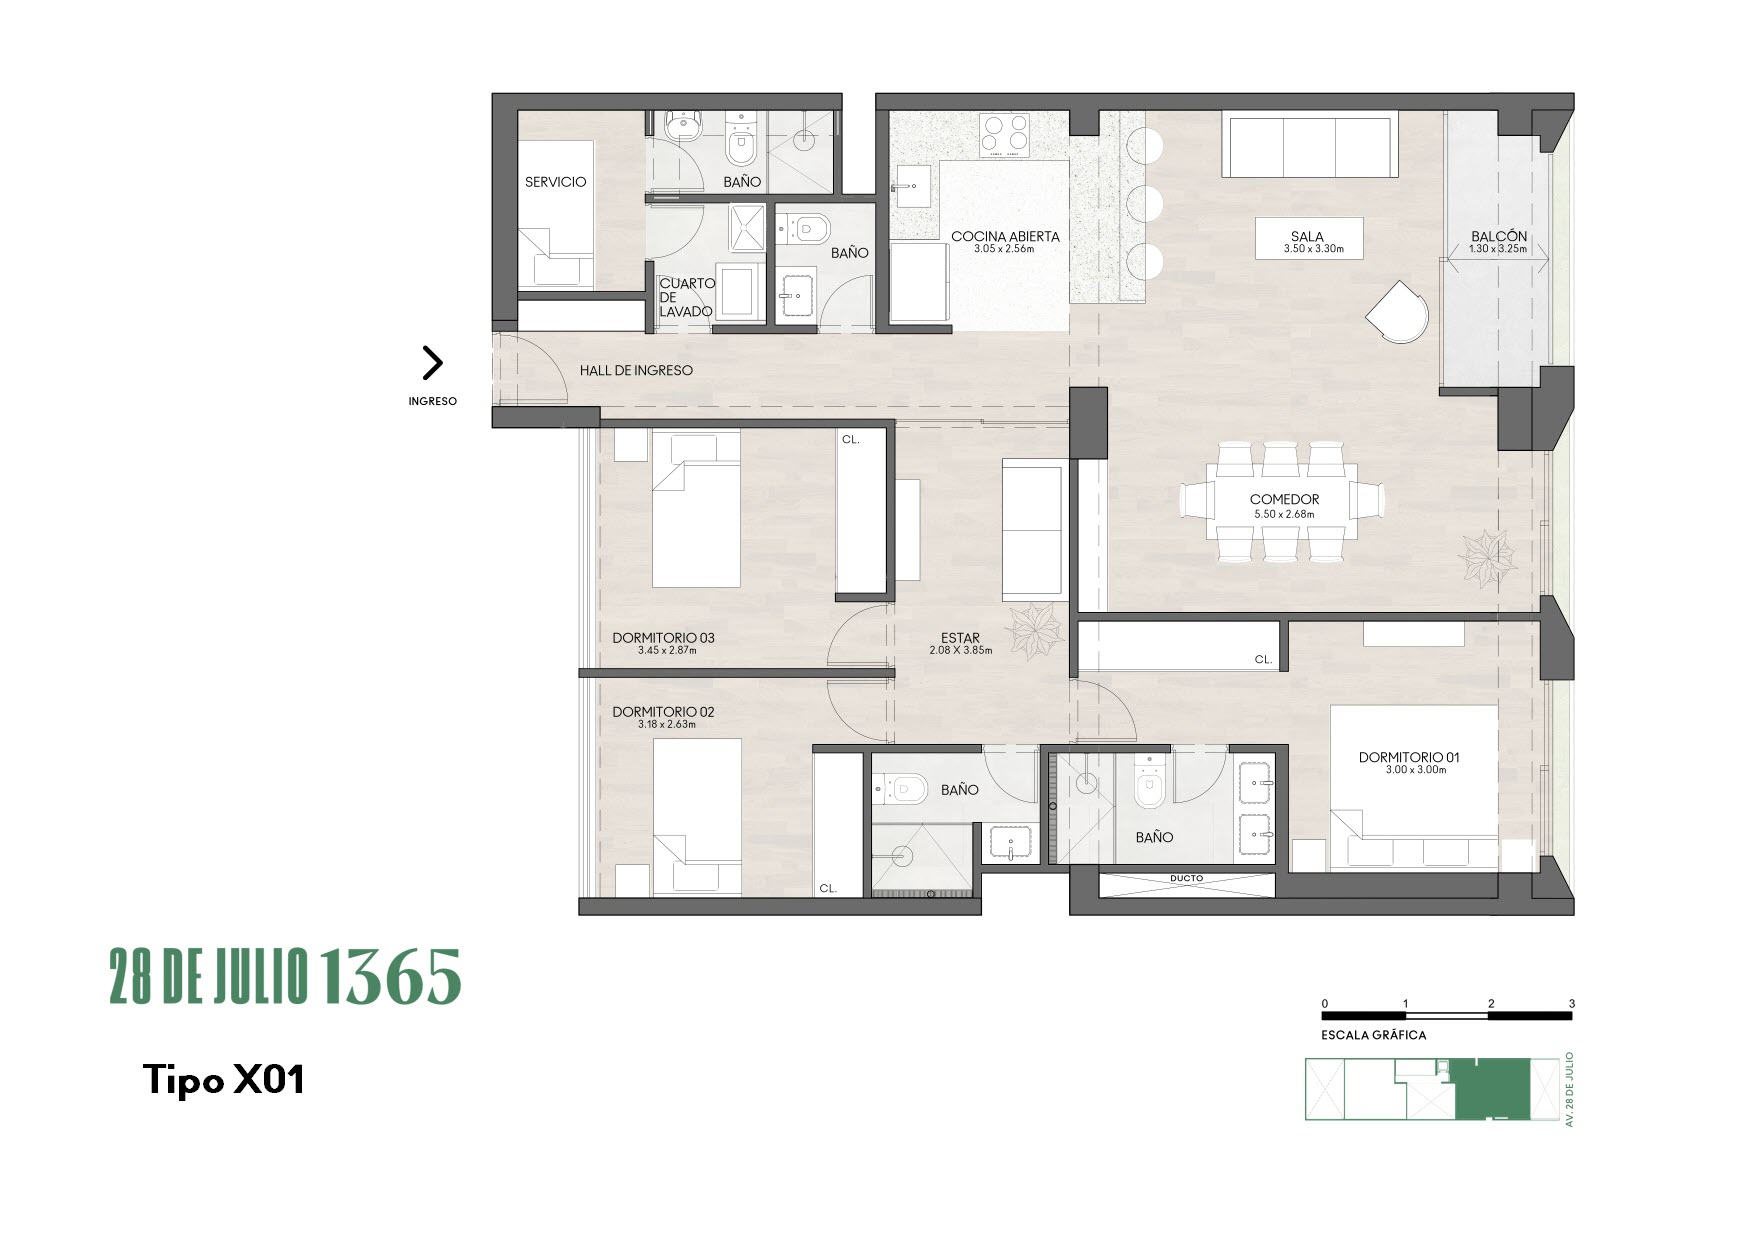 SERVICIO
BAÑO
BAÑO
CUARTO
DE
LAVADO
COCINA ABIERTA
3.05 x 2.56m
SALA
3.50 x 3.30m
BALCÓN
1.30 x 3.25m
HALL DE INGRESO
INGRESO
CL.
COMEDOR
5.50 x 2.68m
DORMITORIO 03
3.45 x 2.87m
ESTAR
2.08 X 3.85m
CL.
DORMITORIO 02
3.18 x 2.63m
DORMITORIO 01
3.00 x 3.00m
BAÑO
BAÑO
CL.
DUCTO
28 DE JULIO 1365
Tipo X01
0 1 2 3
ESCALA GRÁFICA
AV. 28 DE JULIO